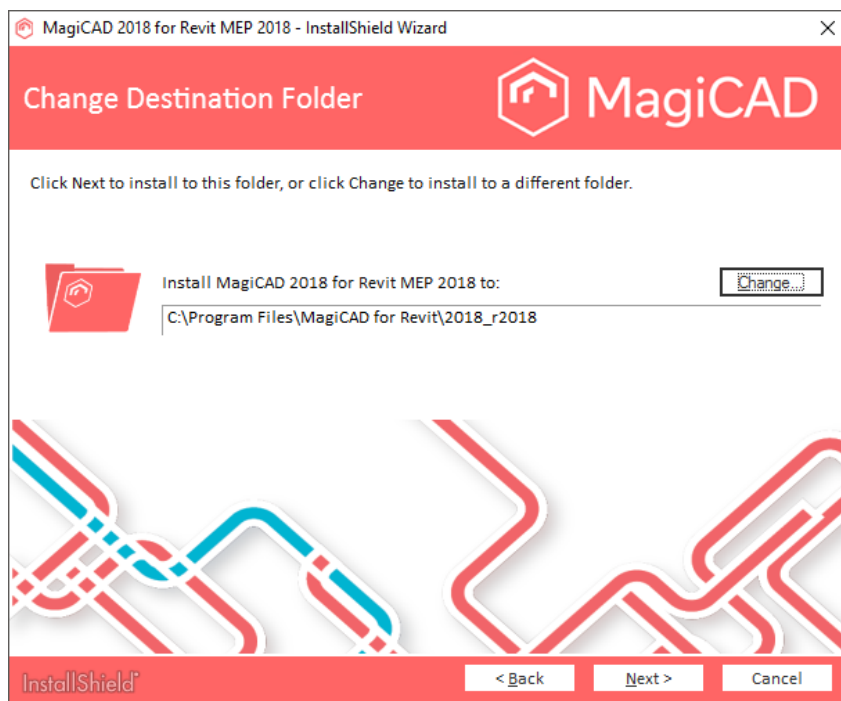 MagiCAD 2018 for Revit MEP 2018 - InstallShield Wizard
Change Destination Folder
MagiCAD
Click Next to install to this folder, or click Change to install to a different folder.
Install MagiCAD 2018 for Revit MEP 2018 to:
Change...
C:\Program Files\MagiCAD for Revit\2018_r2018
InstallShield
< Back
Next >
Cancel